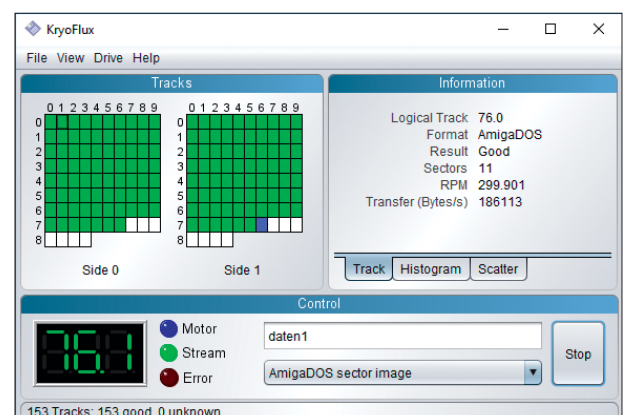 KryoFlux
File View Drive Help
Tracks
0 1 2 3 4 5 6 7 8 9
0
1
2
3
4
5
6
7
8
Side 0
0 1 2 3 4 5 6 7 8 9
0
1
2
3
4
5
6
7
8
Side 1
Information
Logical Track 76.0
Format AmigaDOS
Result Good
Sectors 11
RPM 299.901
Transfer (Bytes/s) 186113
Track Histogram Scatter
Control
76.1
Motor
Stream
Error
daten1
AmigaDOS sector image
Stop
153 Tracks: 153 good, 0 unknown